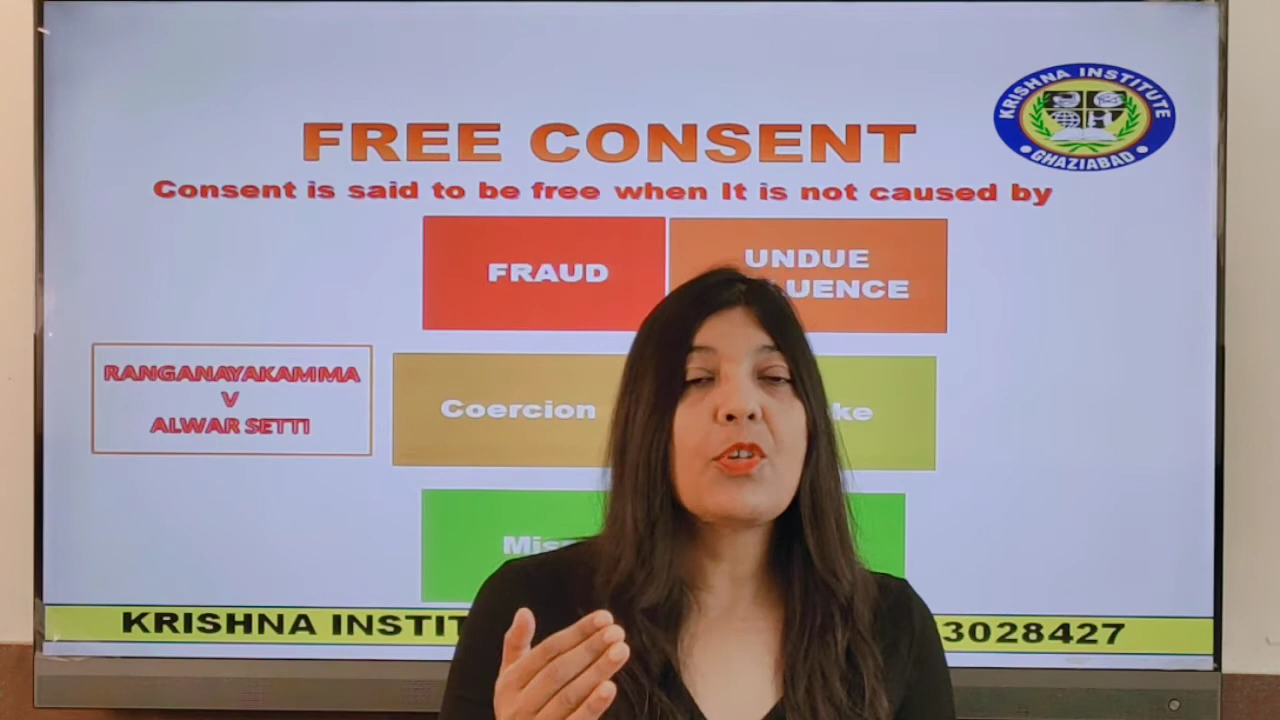 KRISHNA INSTITUTE
GHAZIABAD
FREE CONSENT
Consent is said to be free when It is not caused by
FRAUD
UNDUE
UENCE
RANGANAYAKAMMA
V
ALWAR SETTI
Coercion
ke
Mis
KRISHNA INSTIT
3028427